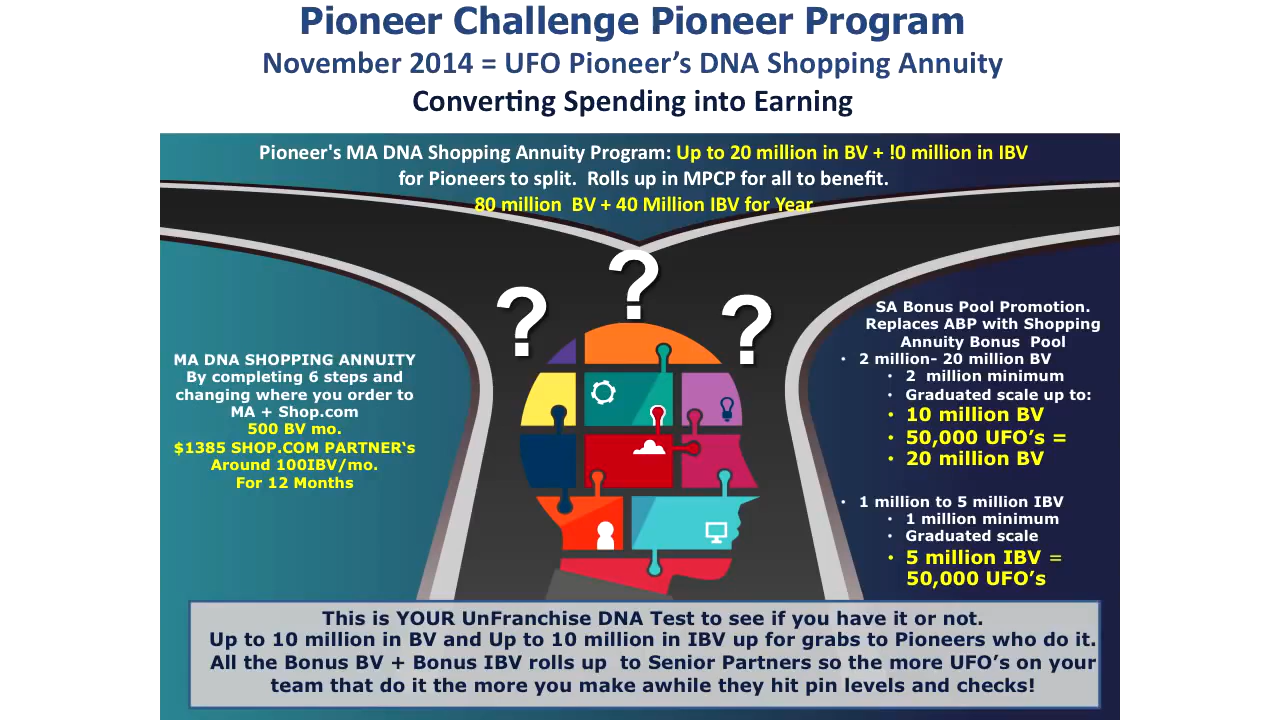 Pioneer Challenge Pioneer Program
November 2014 = UFO Pioneer’s DNA Shopping Annuity
Converting Spending into Earning
Pioneer's MA DNA Shopping Annuity Program: Up to 20 million in BV + !0 million in IBV
for Pioneers to split. Rolls up in MPCP for all to benefit.
80 million BV + 40 Million IBV for Year
? ? ?
MA DNA SHOPPING ANNUITY
By completing 6 steps and
changing where you order to
MA + Shop.com
500 BV mo.
$1385 SHOP.COM PARTNER‘s
Around 100IBV/mo.
For 12 Months
SA Bonus Pool Promotion.
Replaces ABP with Shopping
Annuity Bonus Pool
• 2 million- 20 million BV
• 2 million minimum
• Graduated scale up to:
• 10 million BV
• 50,000 UFO’s =
• 20 million BV
• 1 million to 5 million IBV
• 1 million minimum
• Graduated scale
• 5 million IBV =
50,000 UFO’s
This is YOUR UnFranchise DNA Test to see if you have it or not.
Up to 10 million in BV and Up to 10 million in IBV up for grabs to Pioneers who do it.
All the Bonus BV + Bonus IBV rolls up to Senior Partners so the more UFO’s on your
team that do it the more you make awhile they hit pin levels and checks!